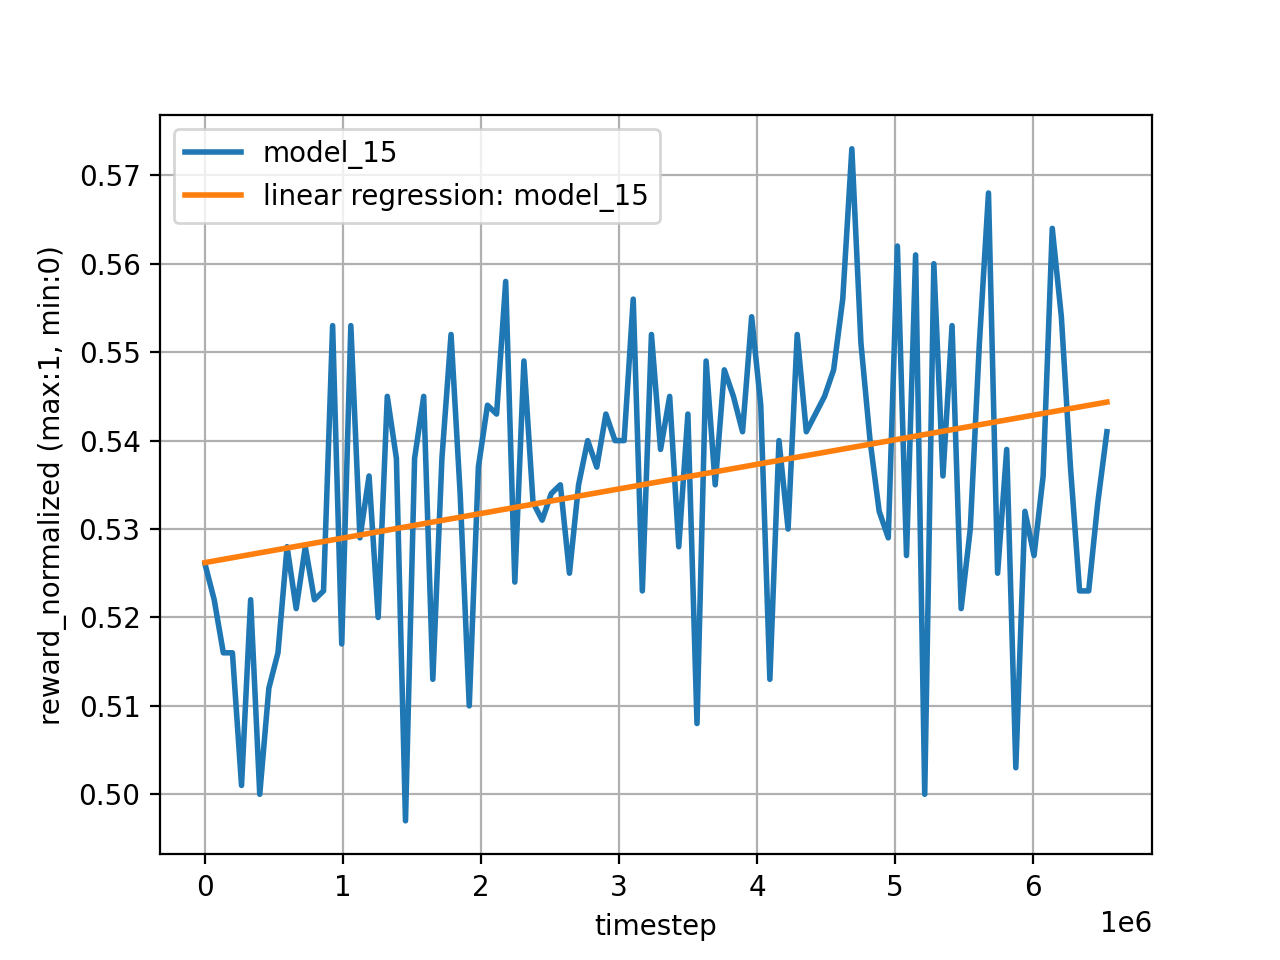 model_15
linear regression: model_15
reward_normalized (max:1, min:0)
0.57
0.56
0.55
0.54
0.53
0.52
0.51
0.50
0 1 2 3 4 5 6
1e6
timestep